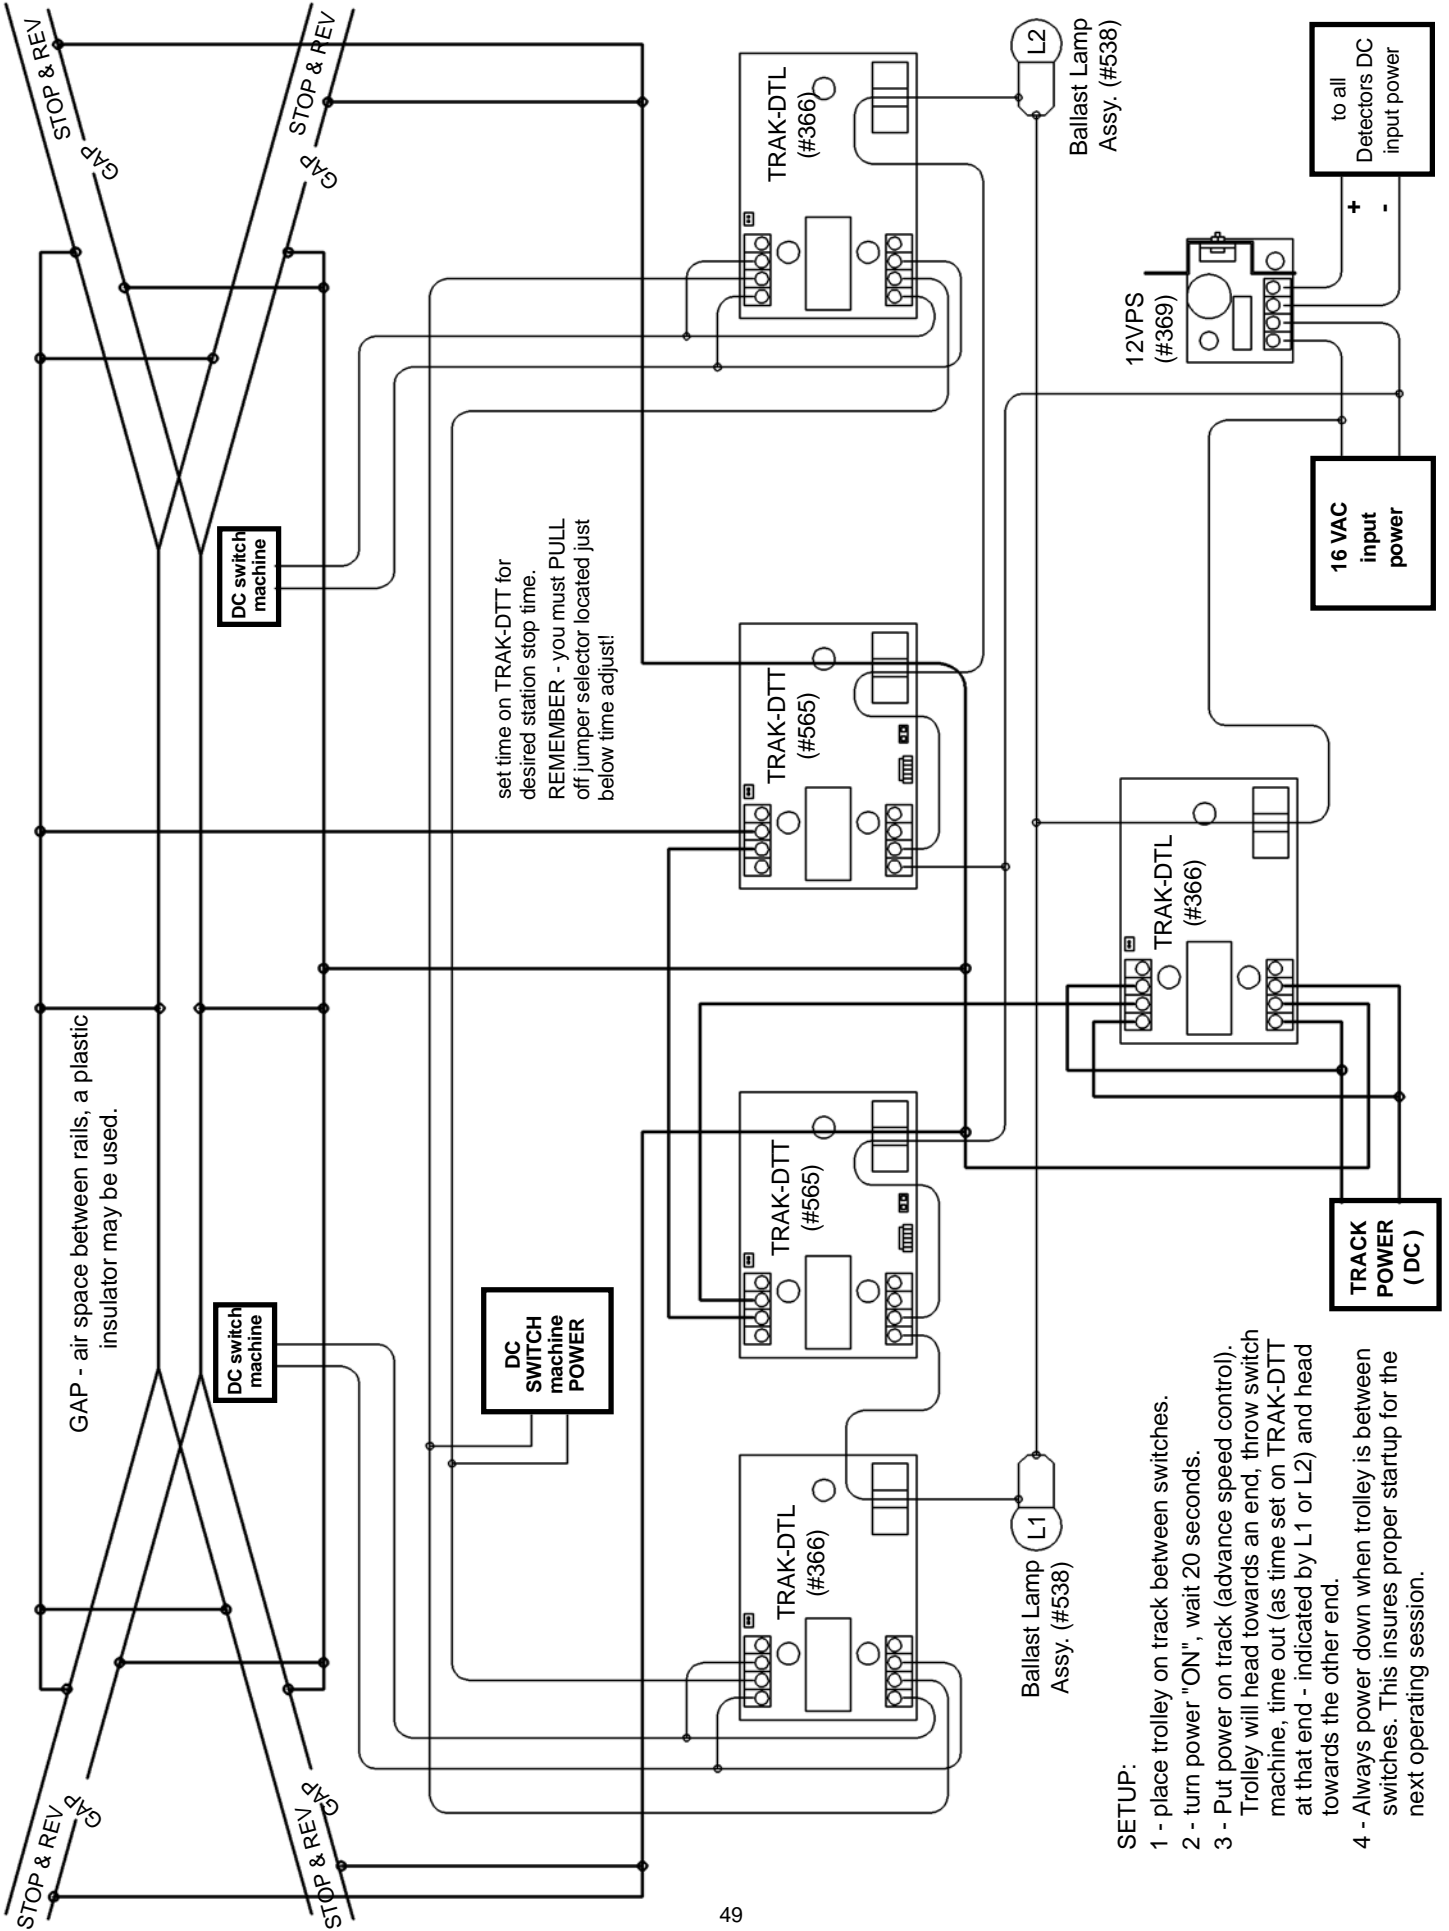 STOP & REV
GAP
STOP & REV
GAP
GAP - air space between rails, a plastic
insulator may be used.
STOP & REV
GAP
STOP & REV
GAP
DC switch
machine
DC switch
machine
DC
SWITCH
machine
POWER
set time on TRAK-DTT for
desired station stop time.
REMEMBER - you must PULL
off jumper selector located just
below time adjust!
TRAK-DTL
(#366)
TRAK-DTT
(#565)
TRAK-DTT
(#565)
TRAK-DTL
(#366)
L1
Ballast Lamp
Assy. (#538)
L2
Ballast Lamp
Assy. (#538)
TRAK-DTL
(#366)
12VPS
(#369)
+
-
to all
Detectors DC
input power
16 VAC
input
power
TRACK
POWER
( DC )
SETUP:
1 - place trolley on track between switches.
2 - turn power "ON", wait 20 seconds.
3 - Put power on track (advance speed control).
Trolley will head towards an end, throw switch
machine, time out (as time set on TRAK-DTT
at that end - indicated by L1 or L2) and head
towards the other end.
4 - Always power down when trolley is between
switches. This insures proper startup for the
next operating session.
49